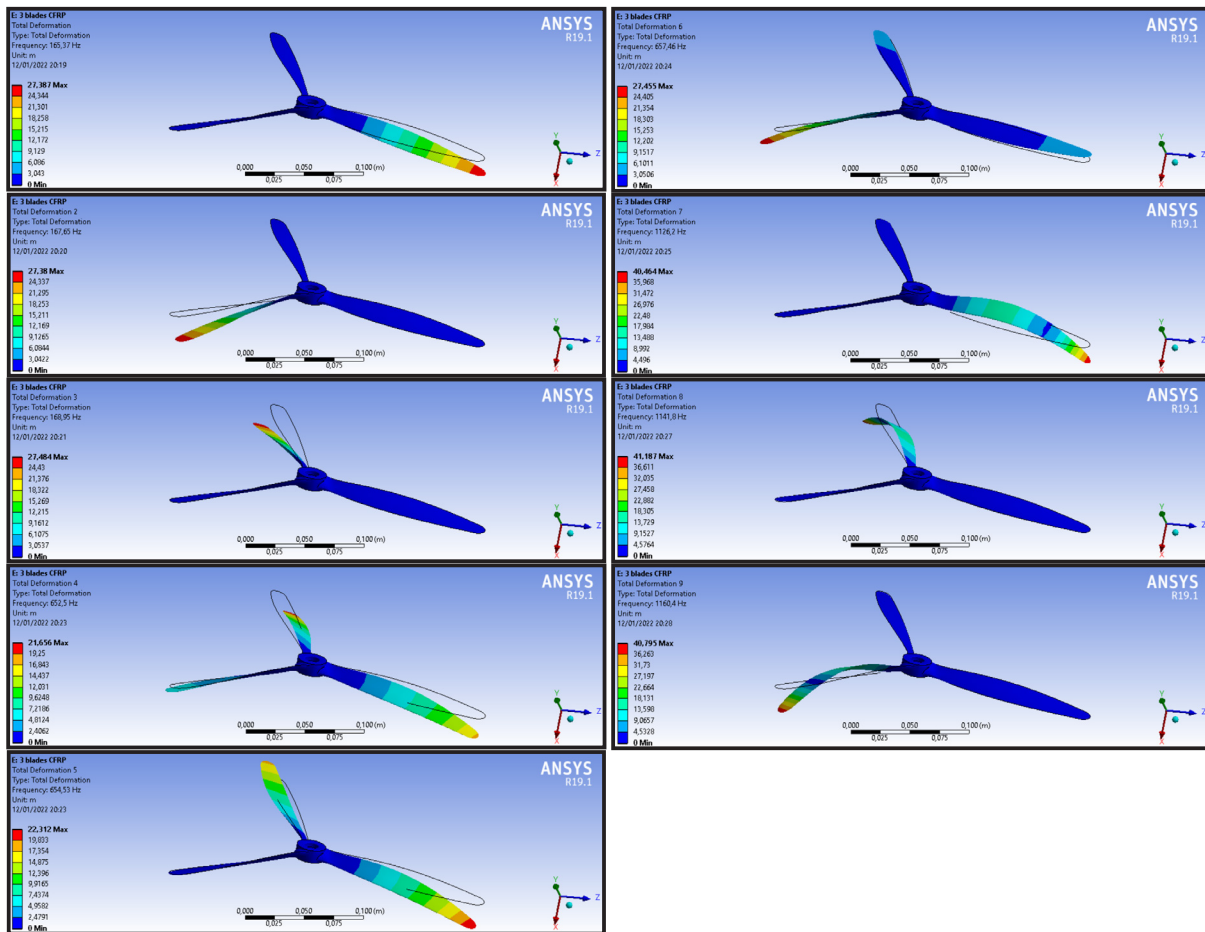 E: 3 blades CFRP
Total Deformation
Type: Total Deformation
Frequency: 165,37 Hz
Unit: m
12/01/2022 20:19
27,387 Max
24,344
21,301
18,258
15,215
12,172
9,129
6,086
3,043
0 Min
ANSYS
R19.1
0,000
0,025
0,050
0,075
0,100 (m)
Y
Z
X
E: 3 blades CFRP
Total Deformation 2
Type: Total Deformation
Frequency: 167,65 Hz
Unit: m
12/01/2022 20:20
27,38 Max
24,337
21,295
18,253
15,211
12,169
9,1265
6,0844
3,0422
0 Min
ANSYS
R19.1
0,000
0,025
0,050
0,075
0,100 (m)
Y
Z
X
E: 3 blades CFRP
Total Deformation 3
Type: Total Deformation
Frequency: 168,95 Hz
Unit: m
12/01/2022 20:21
27,484 Max
24,43
21,376
18,322
15,269
12,215
9,1612
6,1075
3,0537
0 Min
ANSYS
R19.1
0,000
0,025
0,050
0,075
0,100 (m)
Y
Z
X
E: 3 blades CFRP
Total Deformation 4
Type: Total Deformation
Frequency: 652,5 Hz
Unit: m
12/01/2022 20:23
21,656 Max
19,25
16,843
14,437
12,031
9,6248
7,2186
4,8124
2,4062
0 Min
ANSYS
R19.1
0,000
0,025
0,050
0,075
0,100 (m)
Y
Z
X
E: 3 blades CFRP
Total Deformation 5
Type: Total Deformation
Frequency: 654,53 Hz
Unit: m
12/01/2022 20:23
22,312 Max
19,833
17,354
14,875
12,396
9,9165
7,4374
4,9582
2,4791
0 Min
ANSYS
R19.1
0,000
0,025
0,050
0,075
0,100 (m)
Y
Z
X
E: 3 blades CFRP
Total Deformation 6
Type: Total Deformation
Frequency: 657,46 Hz
Unit: m
12/01/2022 20:24
27,455 Max
24,405
21,354
18,303
15,253
12,202
9,1517
6,1011
3,0506
0 Min
ANSYS
R19.1
0,000
0,025
0,050
0,075
0,100 (m)
Y
Z
X
E: 3 blades CFRP
Total Deformation 7
Type: Total Deformation
Frequency: 1126,2 Hz
Unit: m
12/01/2022 20:25
40,464 Max
35,968
31,472
26,976
22,48
17,984
13,488
8,992
4,496
0 Min
ANSYS
R19.1
0,000
0,025
0,050
0,075
0,100 (m)
Y
Z
X
E: 3 blades CFRP
Total Deformation 8
Type: Total Deformation
Frequency: 1141,8 Hz
Unit: m
12/01/2022 20:27
41,187 Max
36,611
32,035
27,458
22,882
18,305
13,729
9,1527
4,5764
0 Min
ANSYS
R19.1
0,000
0,025
0,050
0,075
0,100 (m)
Y
Z
X
E: 3 blades CFRP
Total Deformation 9
Type: Total Deformation
Frequency: 1160,4 Hz
Unit: m
12/01/2022 20:28
40,795 Max
36,263
31,73
27,197
22,664
18,131
13,598
9,0657
4,5328
0 Min
ANSYS
R19.1
0,000
0,025
0,050
0,075
0,100 (m)
Y
Z
X